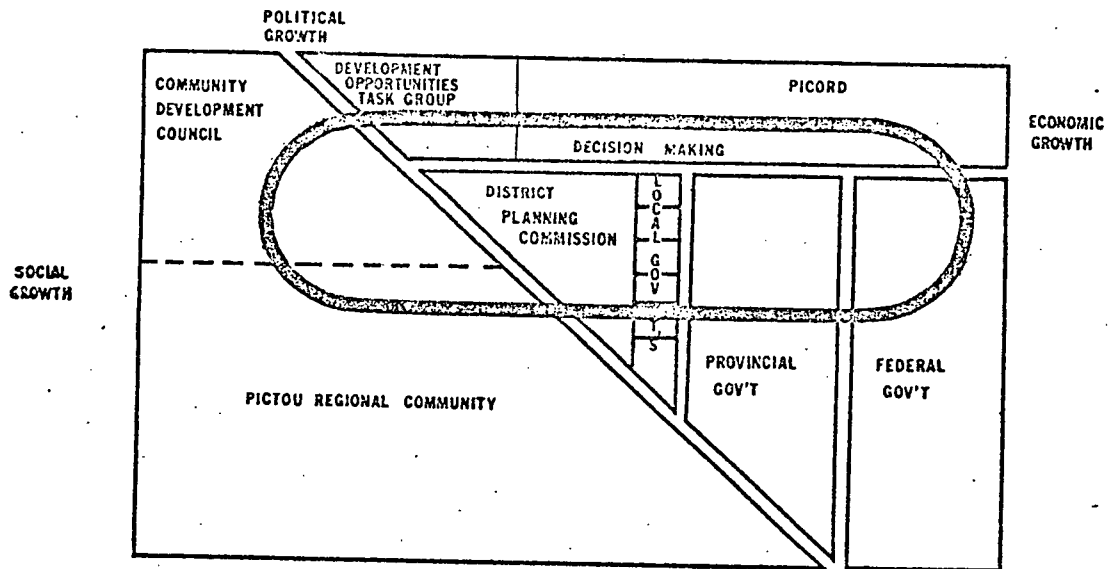 POLITICAL
GROWTH
COMMUNITY
DEVELOPMENT
COUNCIL
DEVELOPMENT
OPPORTUNITIES
TASK GROUP
PICORD
ECONOMIC
GROWTH
DECISION MAKING
DISTRICT
PLANNING
COMMISSION
LOCAL GOV'T'S
SOCIAL
GROWTH
PROVINCIAL
GOV'T
FEDERAL
GOV'T
PICTOU REGIONAL COMMUNITY